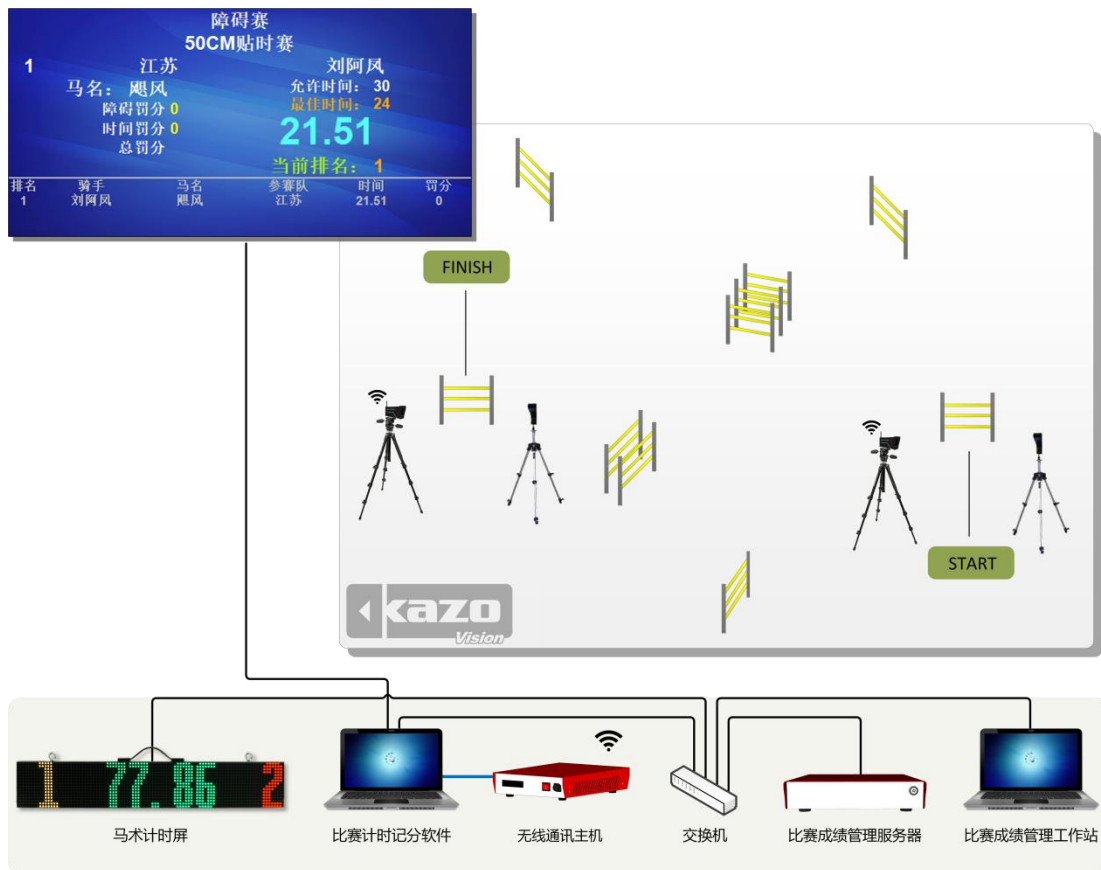 障碍赛
50CM贴时赛
1 江苏 刘阿凤
马名: 飓风 允许时间: 30
障碍罚分 0 最佳时间: 24
时间罚分 0 21.51
总罚分
当前排名: 1
排名 骑手 马名 参赛队 时间 罚分
1 刘阿凤 飓风 江苏 21.51 0
FINISH
START
kazo
Vision
1 77.86 2
马术计时屏 比赛计时记分软件 无线通讯主机 交换机 比赛成绩管理服务器 比赛成绩管理工作站